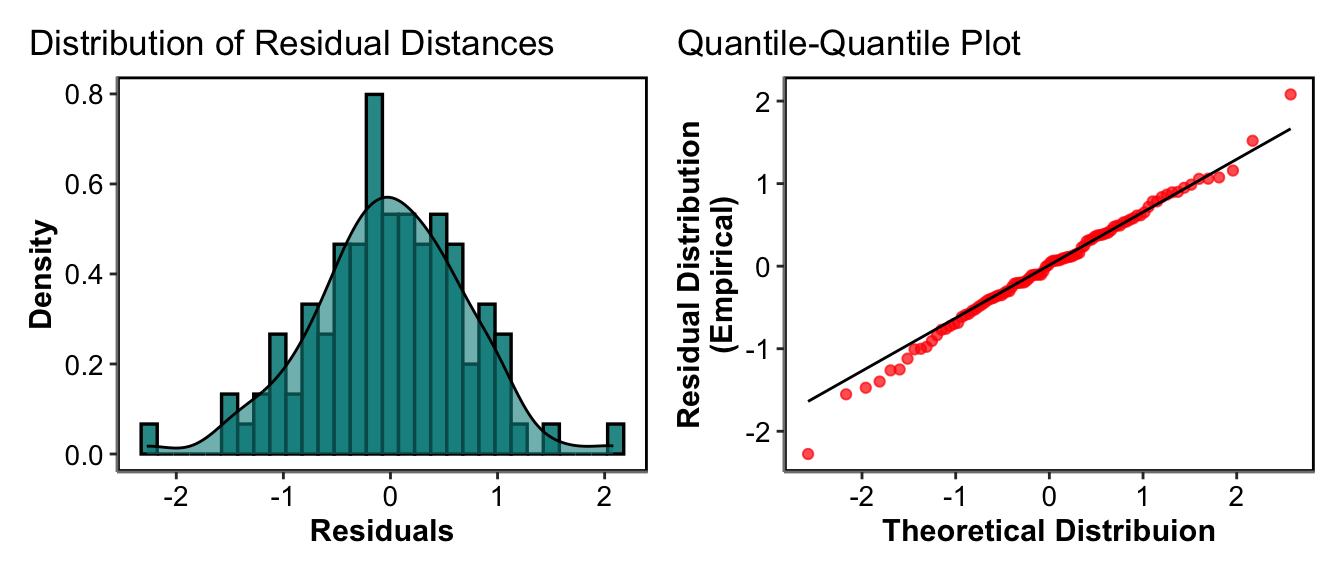 Distribution of Residual Distances
0.8
0.6
0.4
0.2
0.0
Density
-2 -1 0 1 2
Residuals
Quantile-Quantile Plot
2
1
0
-1
-2
Residual Distribution
(Empirical)
-2 -1 0 1 2
Theoretical Distribuion